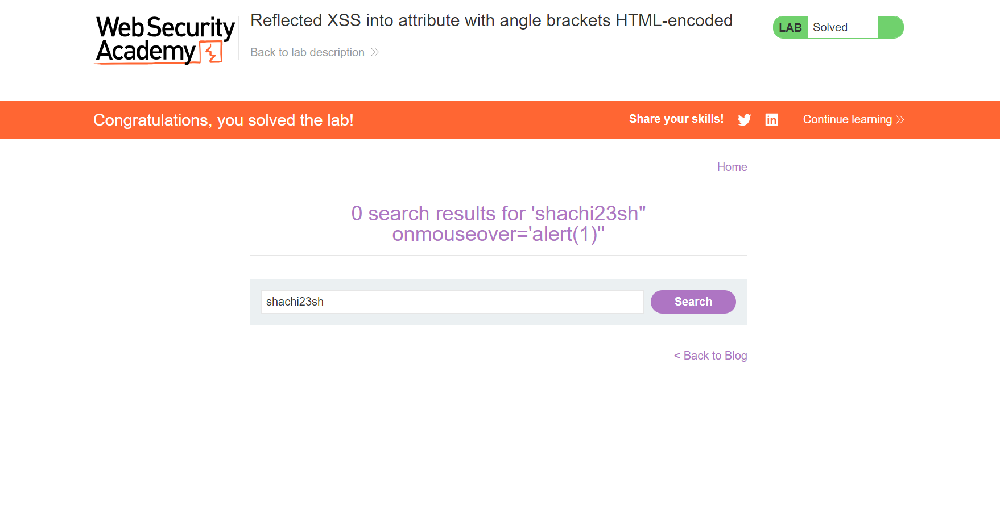 Web Security
Academy
Reflected XSS into attribute with angle brackets HTML-encoded
Back to lab description
LAB Solved
Congratulations, you solved the lab!
Share your skills!
Continue learning
Home
0 search results for 'shachi23sh"
onmouseover='alert(1)''
shachi23sh
Search
< Back to Blog